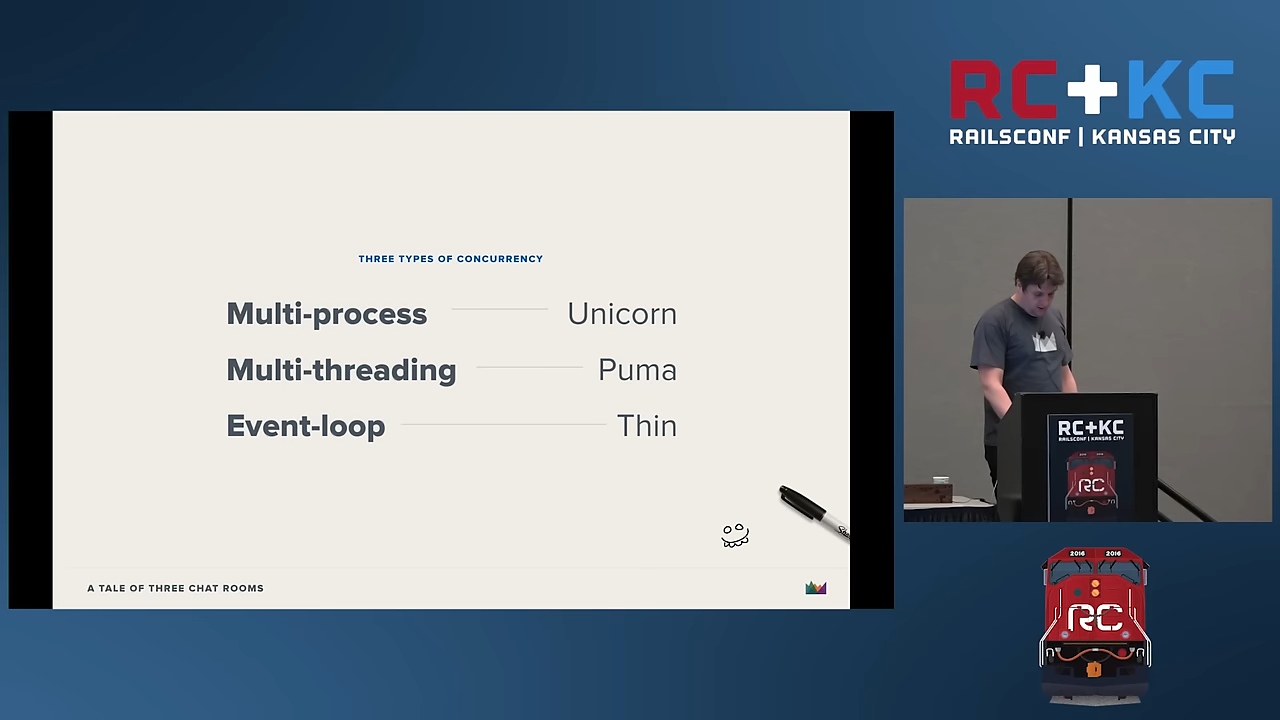 RC+KC
RAILSCONF | KANSAS CITY
THREE TYPES OF CONCURRENCY
Multi-process Unicorn
Multi-threading Puma
Event-loop Thin
A TALE OF THREE CHAT ROOMS
RC+KC
RAILSCONF | KANSAS CITY
RC
2016 2016
RC